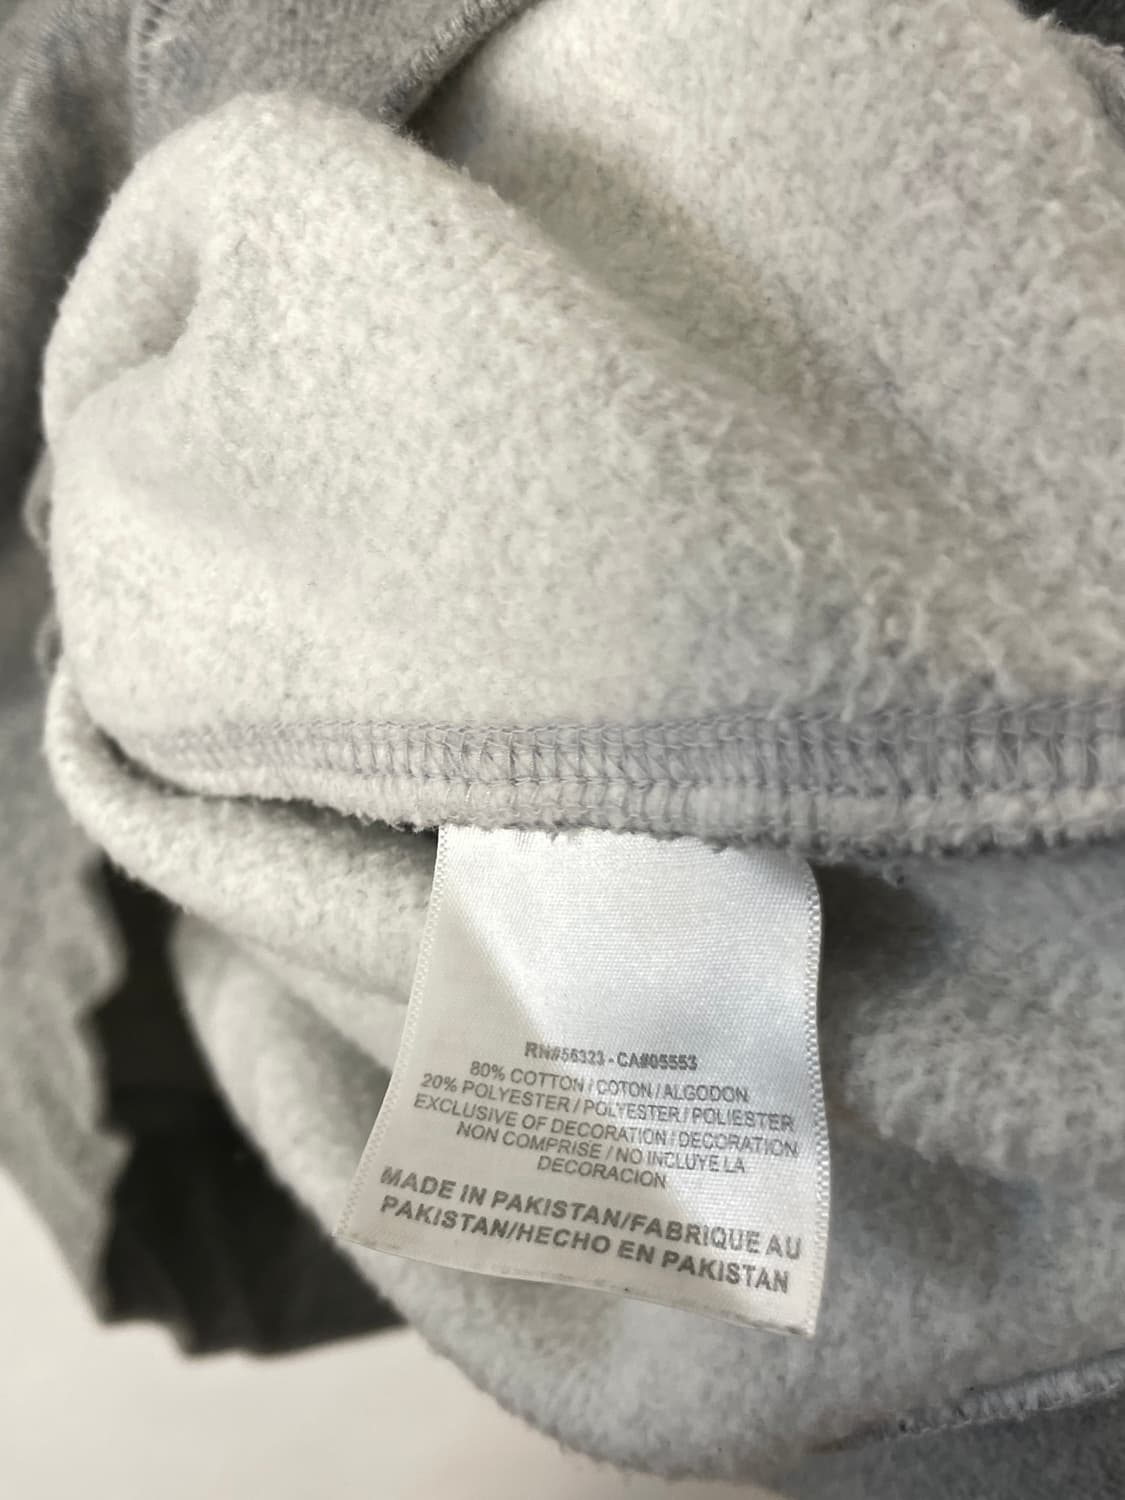 RN#56323 - CA#05553
80% COTTON / COTON / ALGODON
20% POLYESTER / POLYESTER / POLIESTER
EXCLUSIVE OF DECORATION / DECORATION
NON COMPRISE / NO INCLUYE LA
DECORACION
MADE IN PAKISTAN/FABRIQUE AU
PAKISTAN/HECHO EN PAKISTAN